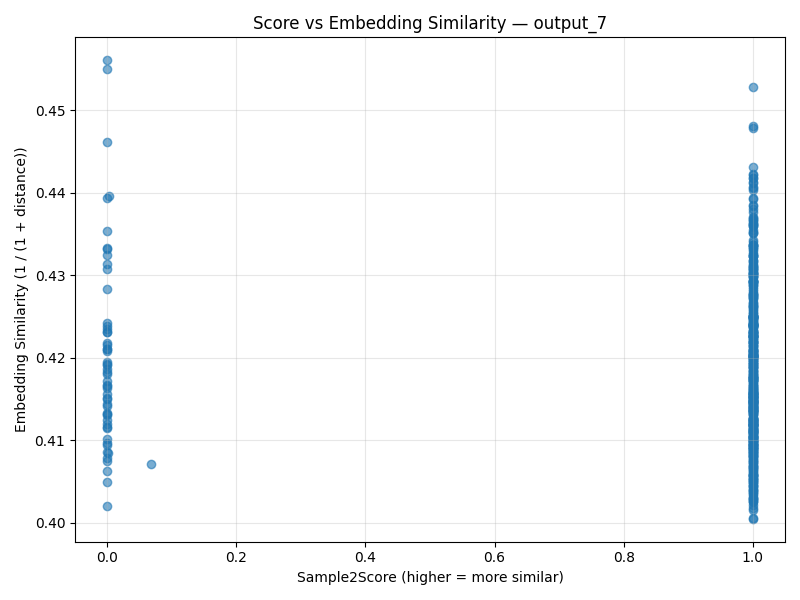 Score vs Embedding Similarity — output_7
Embedding Similarity (1 / (1 + distance))
0.45
0.44
0.43
0.42
0.41
0.40
0.0 0.2 0.4 0.6 0.8 1.0
Sample2Score (higher = more similar)